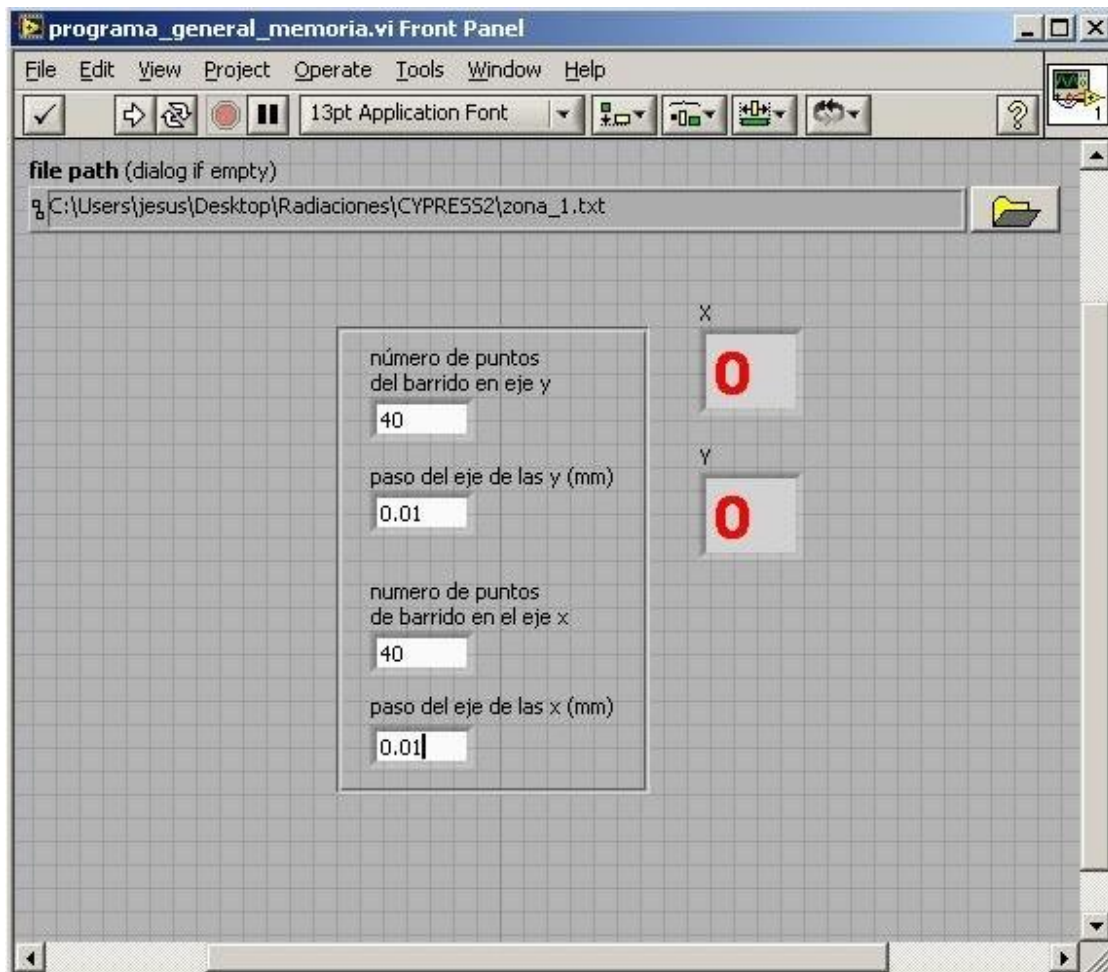 programa_general_memoria.vi Front Panel
File Edit View Project Operate Tools Window Help
13pt Application Font
1
file path (dialog if empty)
C:\Users\jesus\Desktop\Radiaciones\CYPRESS2\zona_1.txt
número de puntos
del barrido en eje y
40
paso del eje de las y (mm)
0.01
numero de puntos
de barrido en el eje x
40
paso del eje de las x (mm)
0.01
X
0
Y
0